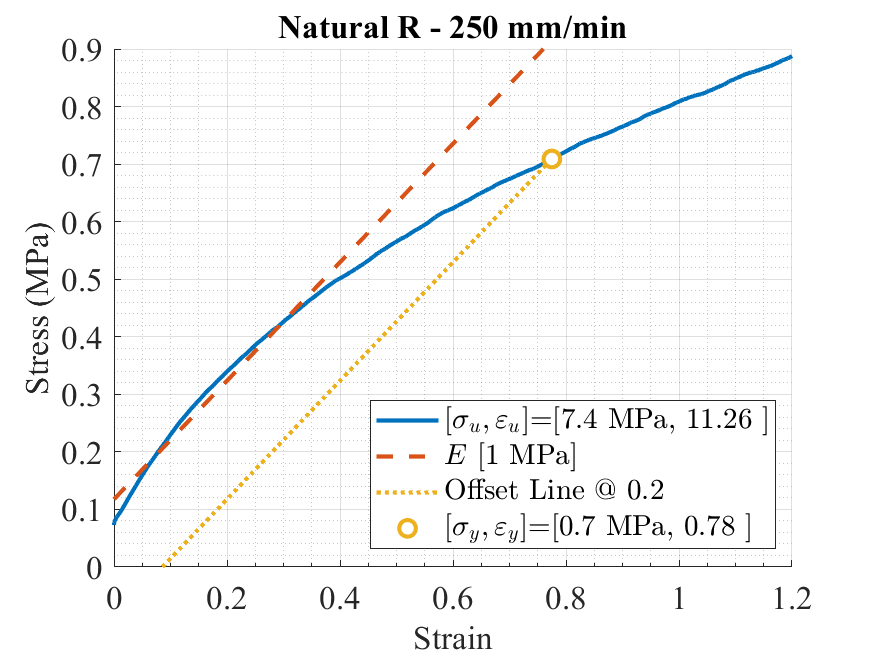 Natural R - 250 mm/min
0.9
0.8
0.7
0.6
0.5
0.4
0.3
0.2
0.1
0
Stress (MPa)
[σu, εu]=[7.4 MPa, 11.26 ]
E [1 MPa]
Offset Line @ 0.2
[σy, εy]=[0.7 MPa, 0.78 ]
0 0.2 0.4 0.6 0.8 1 1.2
Strain